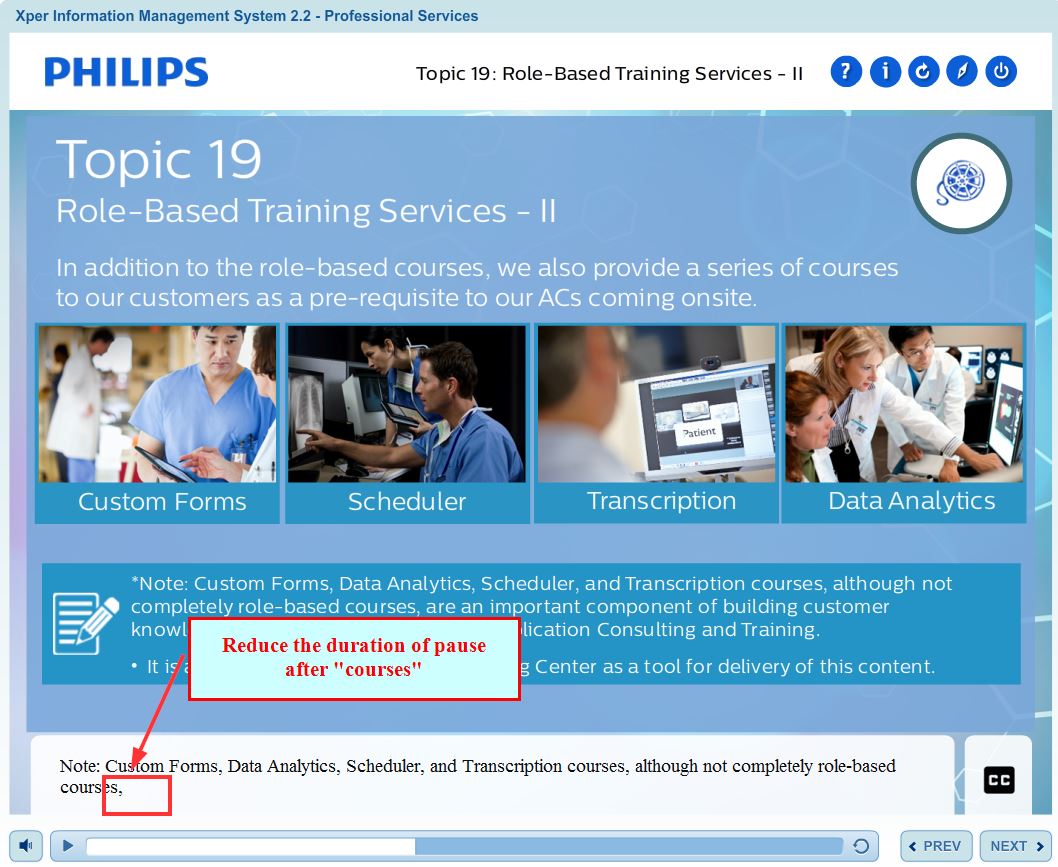 Xper Information Management System 2.2 - Professional Services
PHILIPS
Topic 19: Role-Based Training Services - II
? i
Topic 19
Role-Based Training Services - II
In addition to the role-based courses, we also provide a series of courses
to our customers as a pre-requisite to our ACs coming onsite.
Patient
Custom Forms
Scheduler
Transcription
Data Analytics
*Note: Custom Forms, Data Analytics, Scheduler, and Transcription courses, although not
completely role-based courses, are an important component of building customer
Consulting and Training.
Reduce the duration of pause
after "courses"
• It is
Center as a tool for delivery of this content.
Note: Custom Forms, Data Analytics, Scheduler, and Transcription courses, although not completely role-based
courses,
CC
PREV
NEXT